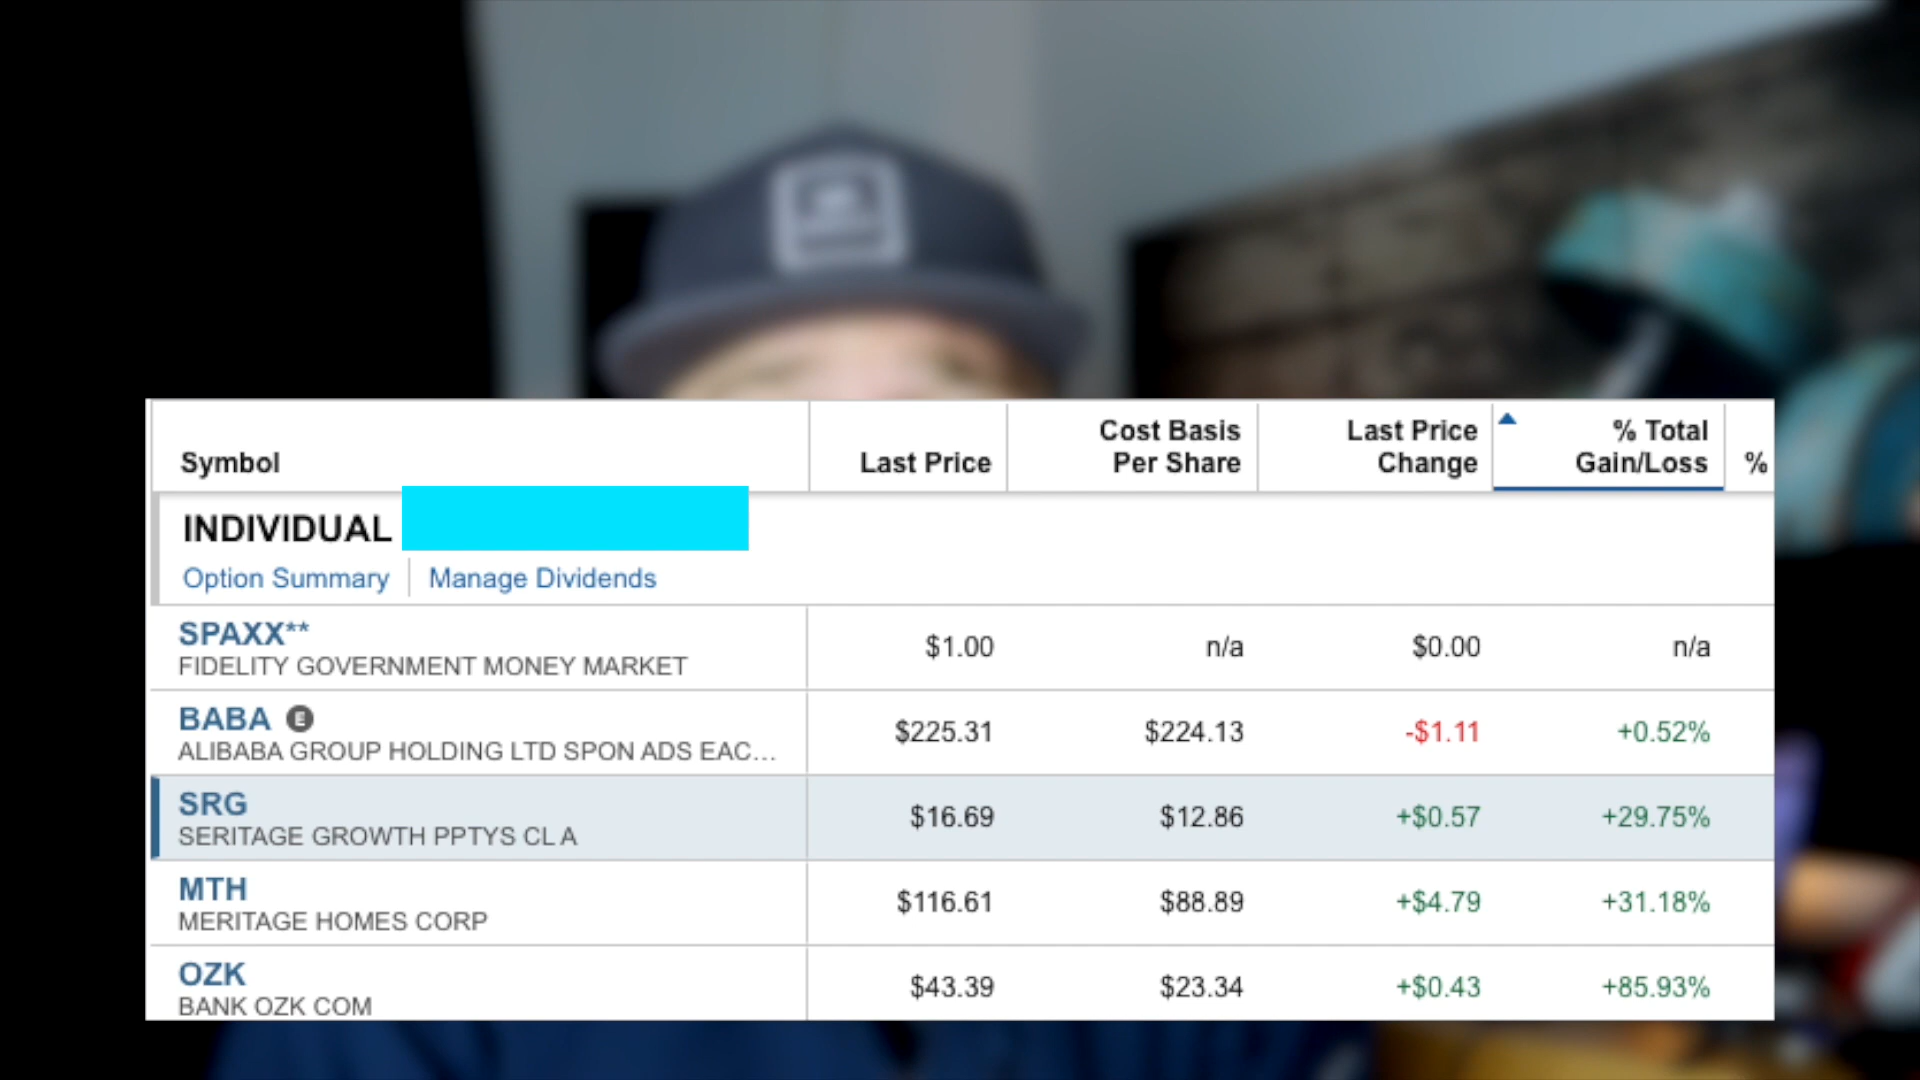 Symbol
Last Price
Cost Basis
Per Share
Last Price
Change
% Total
Gain/Loss
%
INDIVIDUAL
Option Summary
Manage Dividends
SPAXX** $1.00 n/a $0.00 n/a
FIDELITY GOVERNMENT MONEY MARKET
BABA E $225.31 $224.13 -$1.11 +0.52%
ALIBABA GROUP HOLDING LTD SPON ADS EAC...
SRG $16.69 $12.86 +$0.57 +29.75%
SERITAGE GROWTH PPTYS CL A
MTH $116.61 $88.89 +$4.79 +31.18%
MERITAGE HOMES CORP
OZK $43.39 $23.34 +$0.43 +85.93%
BANK OZK COM